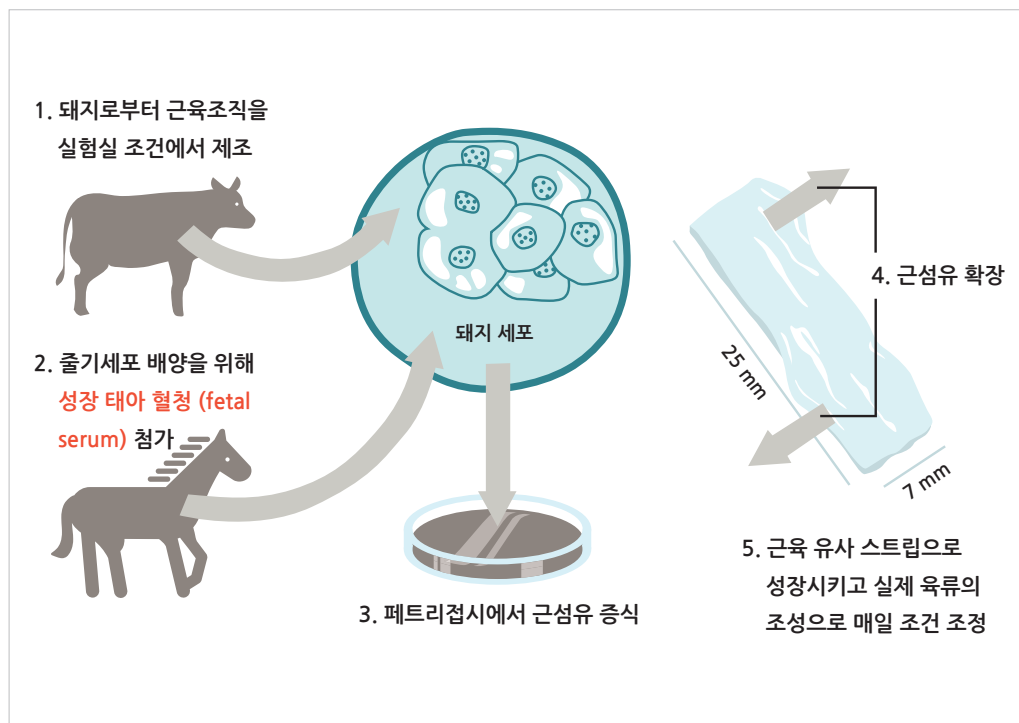 1. 돼지로부터 근육조직을
실험실 조건에서 제조
2. 줄기세포 배양을 위해
성장 태아 혈청 (fetal
serum) 첨가
돼지 세포
3. 페트리접시에서 근섬유 증식
4. 근섬유 확장
25 mm
7 mm
5. 근육 유사 스트립으로
성장시키고 실제 육류의
조성으로 매일 조건 조정